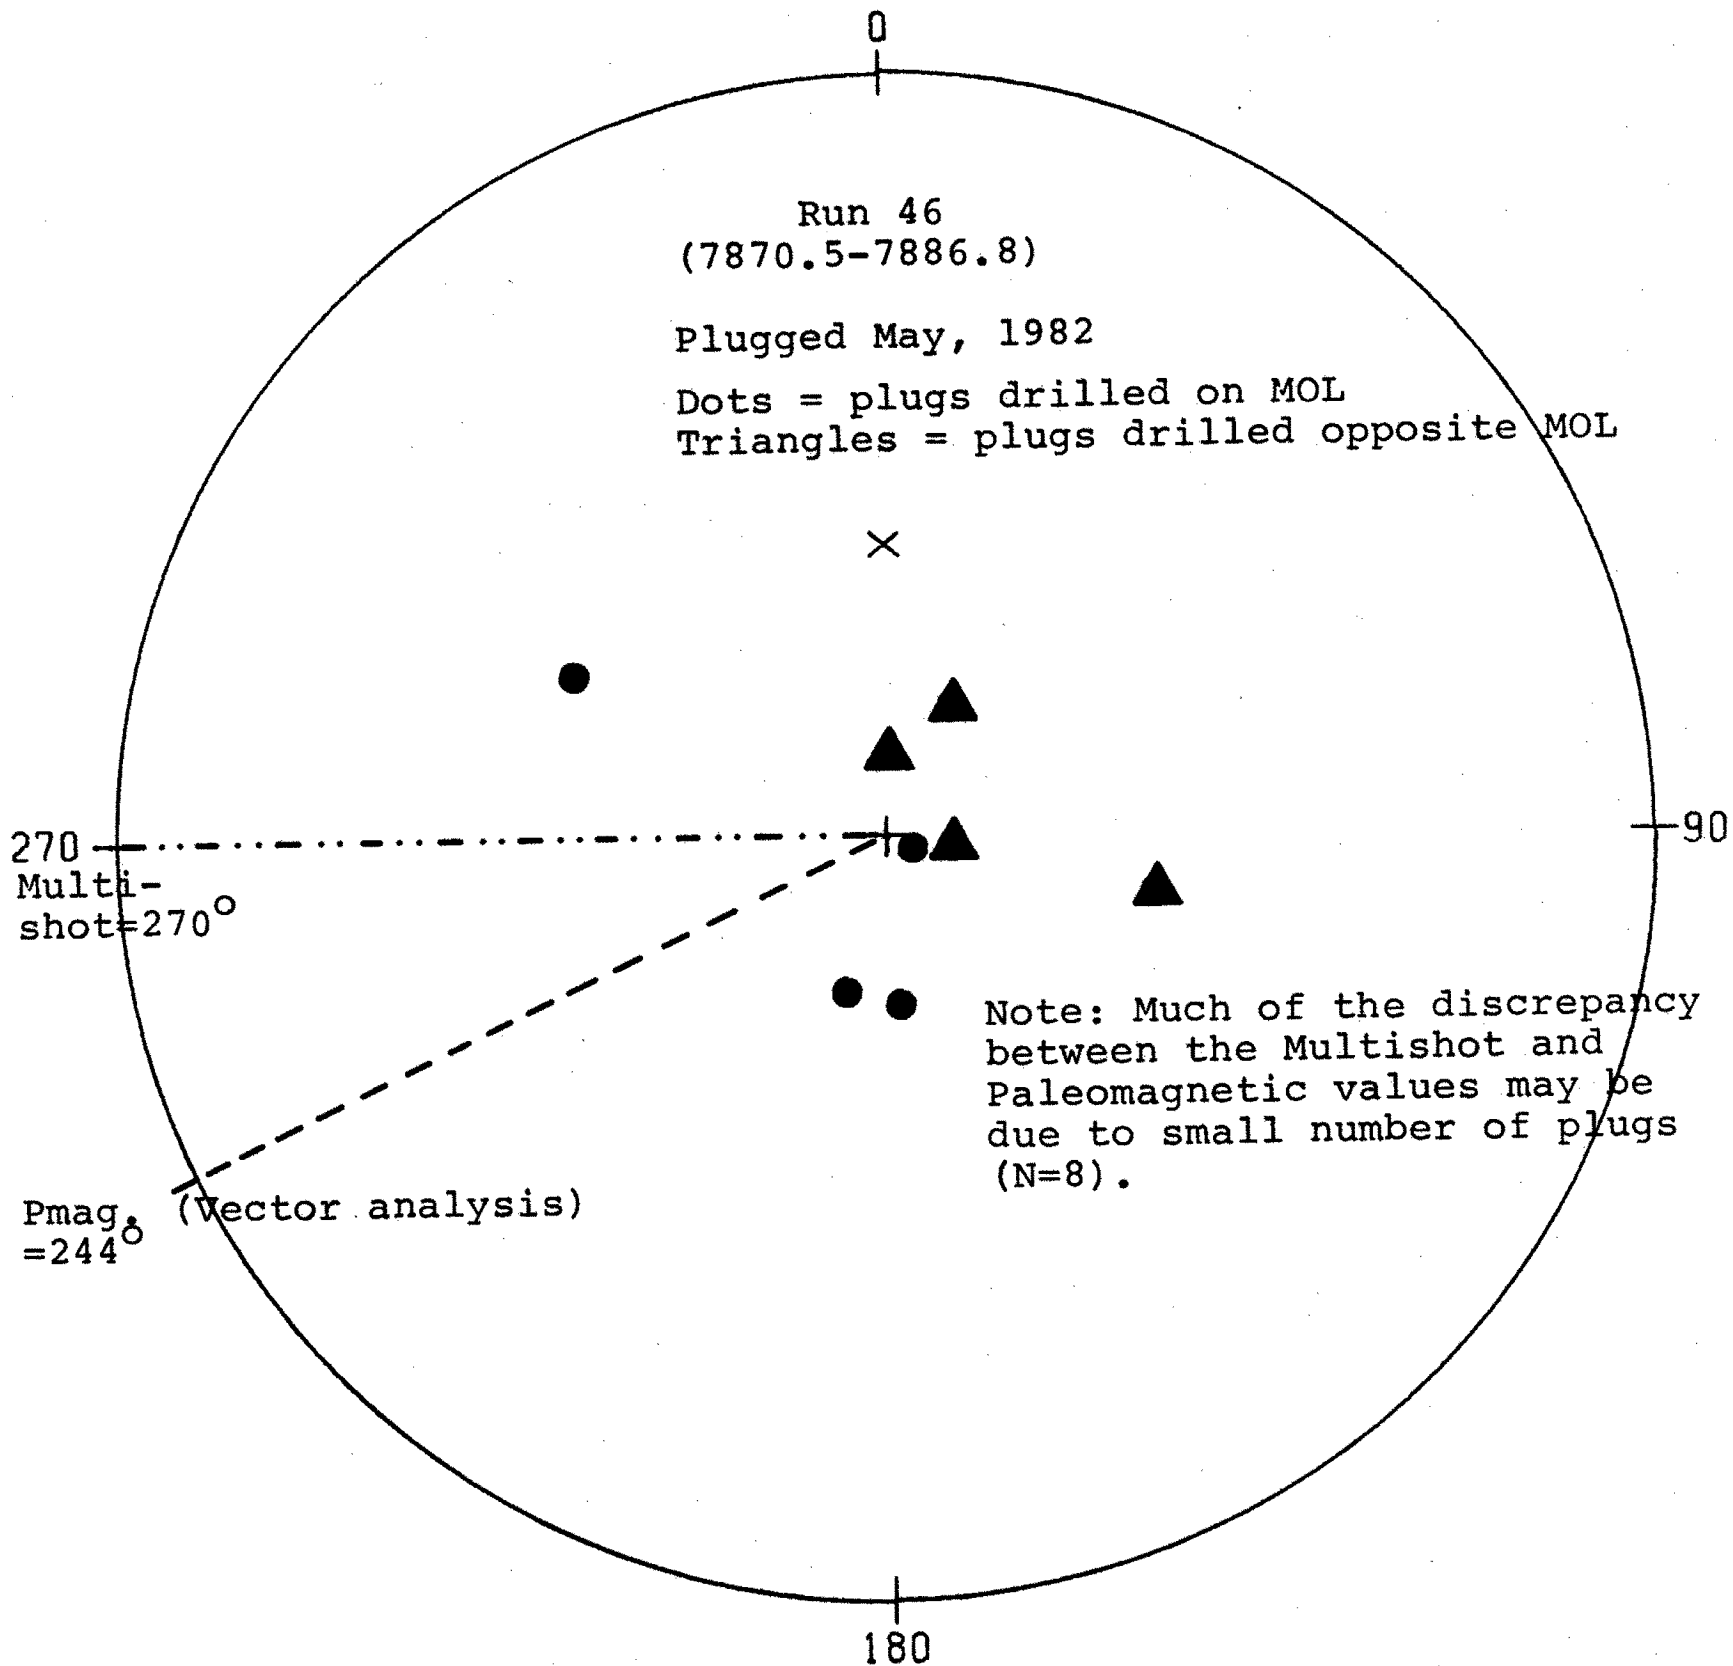 0
Run 46
(7870.5-7886.8)
Plugged May, 1982
Dots = plugs drilled on MOL
Triangles = plugs drilled opposite MOL
270
90
Multi-
shot=270°
Note: Much of the discrepancy
between the Multishot and
Paleomagnetic values may be
due to small number of plugs
(N=8).
Pmag. (Vector analysis)
=244°
180